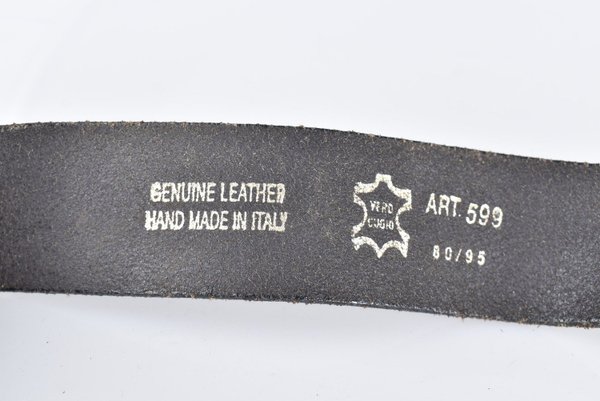 GENUINE LEATHER
HAND MADE IN ITALY
VERO
CUOIO
ART. 599
80/95